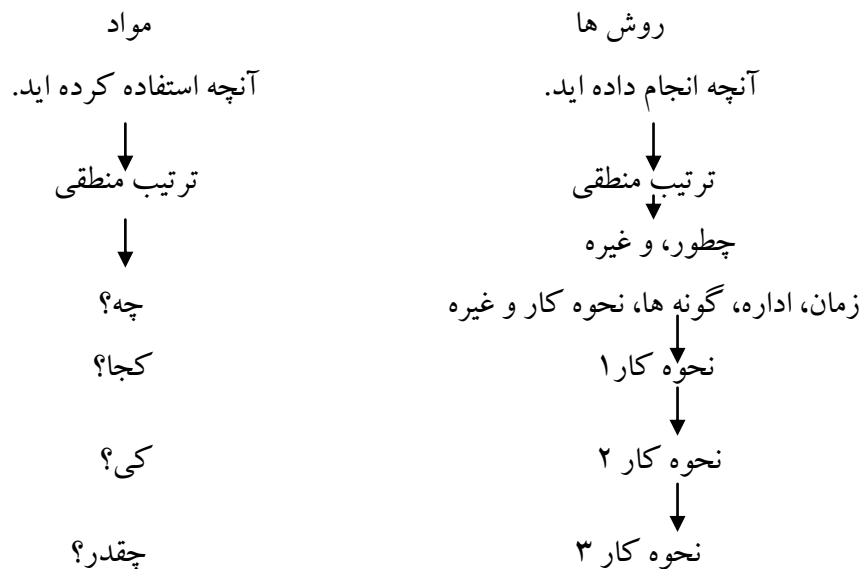 روش ها
مواد
آنچه انجام داده اید.
آنچه استفاده کرده اید.
ترتیب منطقی
ترتیب منطقی
چطور، و غیره
زمان، اداره، گونه ها، نحوه کار و غیره
چه؟
نحوه کار۱
کجا؟
نحوه کار ۲
کی؟
نحوه کار ۳
چقدر؟